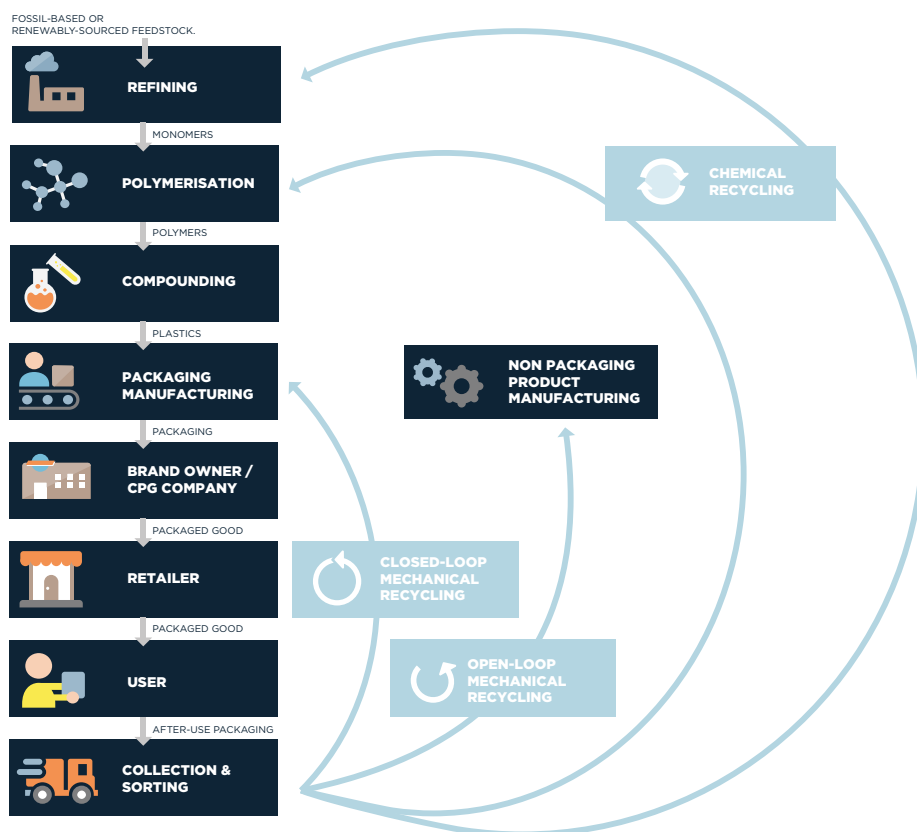 FOSSIL-BASED OR
RENEWABLY-SOURCED FEEDSTOCK.
REFINING
MONOMERS
POLYMERISATION
POLYMERS
COMPOUNDING
PLASTICS
PACKAGING
MANUFACTURING
PACKAGING
BRAND OWNER /
CPG COMPANY
PACKAGED GOOD
RETAILER
PACKAGED GOOD
USER
AFTER-USE PACKAGING
COLLECTION &
SORTING
CHEMICAL
RECYCLING
NON PACKAGING
PRODUCT
MANUFACTURING
CLOSED-LOOP
MECHANICAL
RECYCLING
OPEN-LOOP
MECHANICAL
RECYCLING